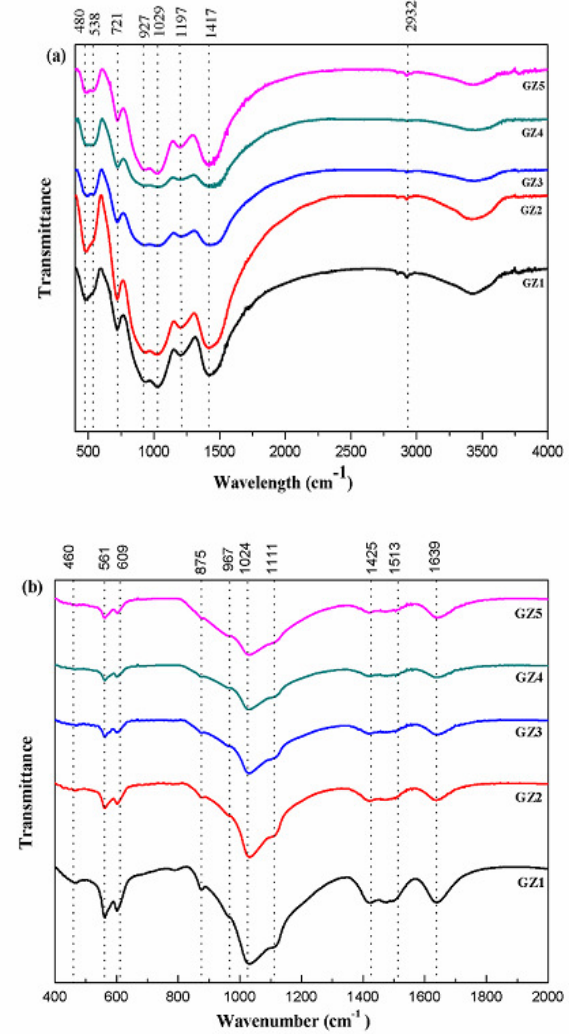 480 538 721 927 1029 1197 1417 2932
(a)
GZ5
GZ4
GZ3
GZ2
GZ1
Transmittance
500 1000 1500 2000 2500 3000 3500 4000
Wavelength (cm-1)
460 561 609 875 967 1024 1111 1425 1513 1639
(b)
GZ5
GZ4
GZ3
GZ2
GZ1
Transmittance
400 600 800 1000 1200 1400 1600 1800 2000
Wavenumber (cm-1)